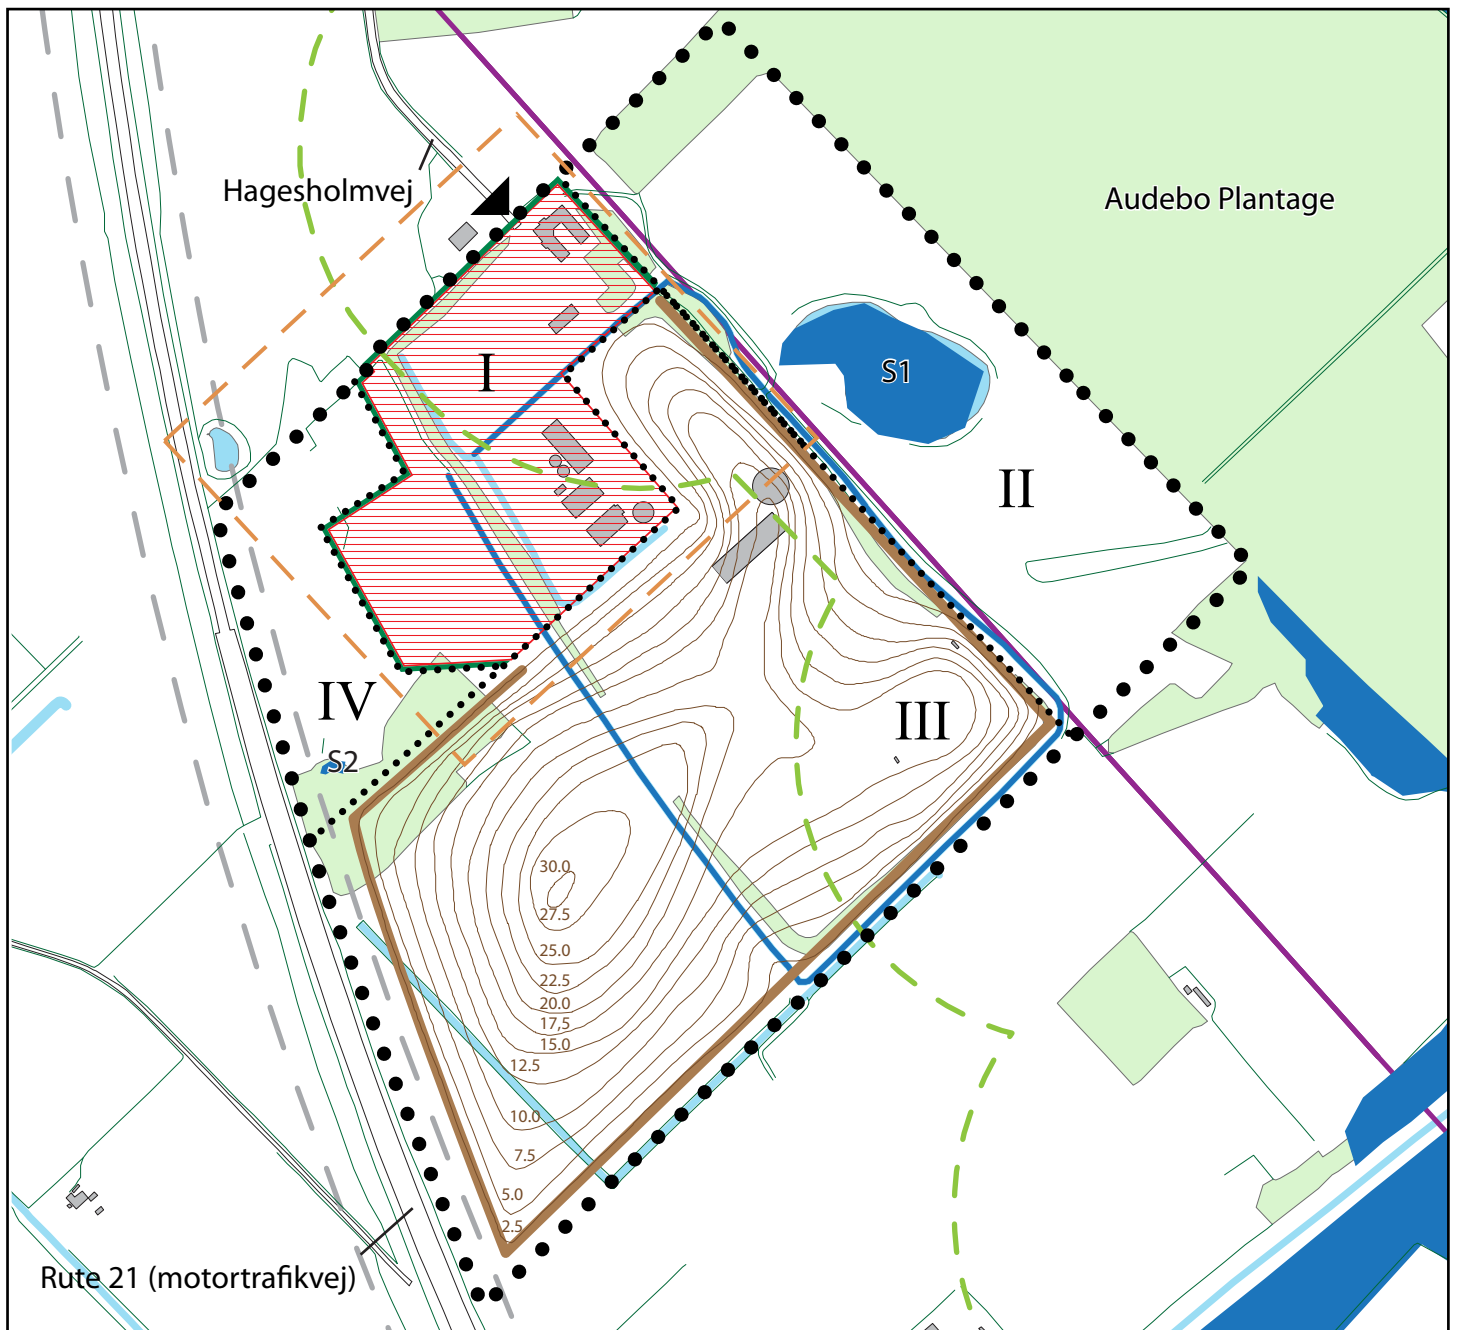 Hagesholmvej
Audebo Plantage
I
S1
II
IV
III
S2
30.0
27.5
25.0
22.5
20.0
17,5
15.0
12.5
10.0
7.5
5.0
2.5
Rute 21 (motortrafikvej)